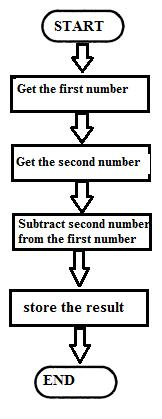 START
Get the first number
Get the second number
Subtract second number
from the first number
store the result
END